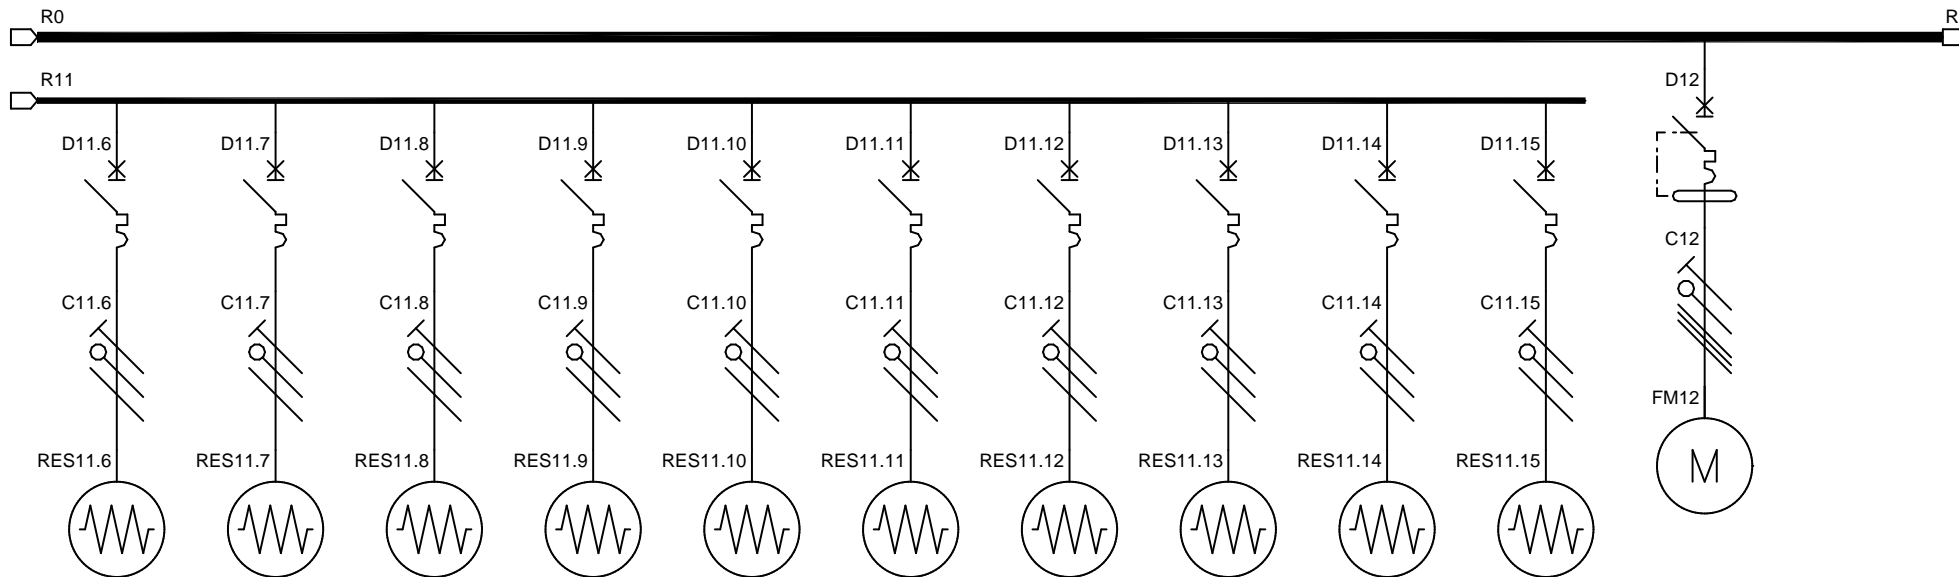 R0 R
R11 D12
D11.6 D11.7 D11.8 D11.9 D11.10 D11.11 D11.12 D11.13 D11.14 D11.15
C12
C11.6 C11.7 C11.8 C11.9 C11.10 C11.11 C11.12 C11.13 C11.14 C11.15
FM12
RES11.6 RES11.7 RES11.8 RES11.9 RES11.10 RES11.11 RES11.12 RES11.13 RES11.14 RES11.15
M